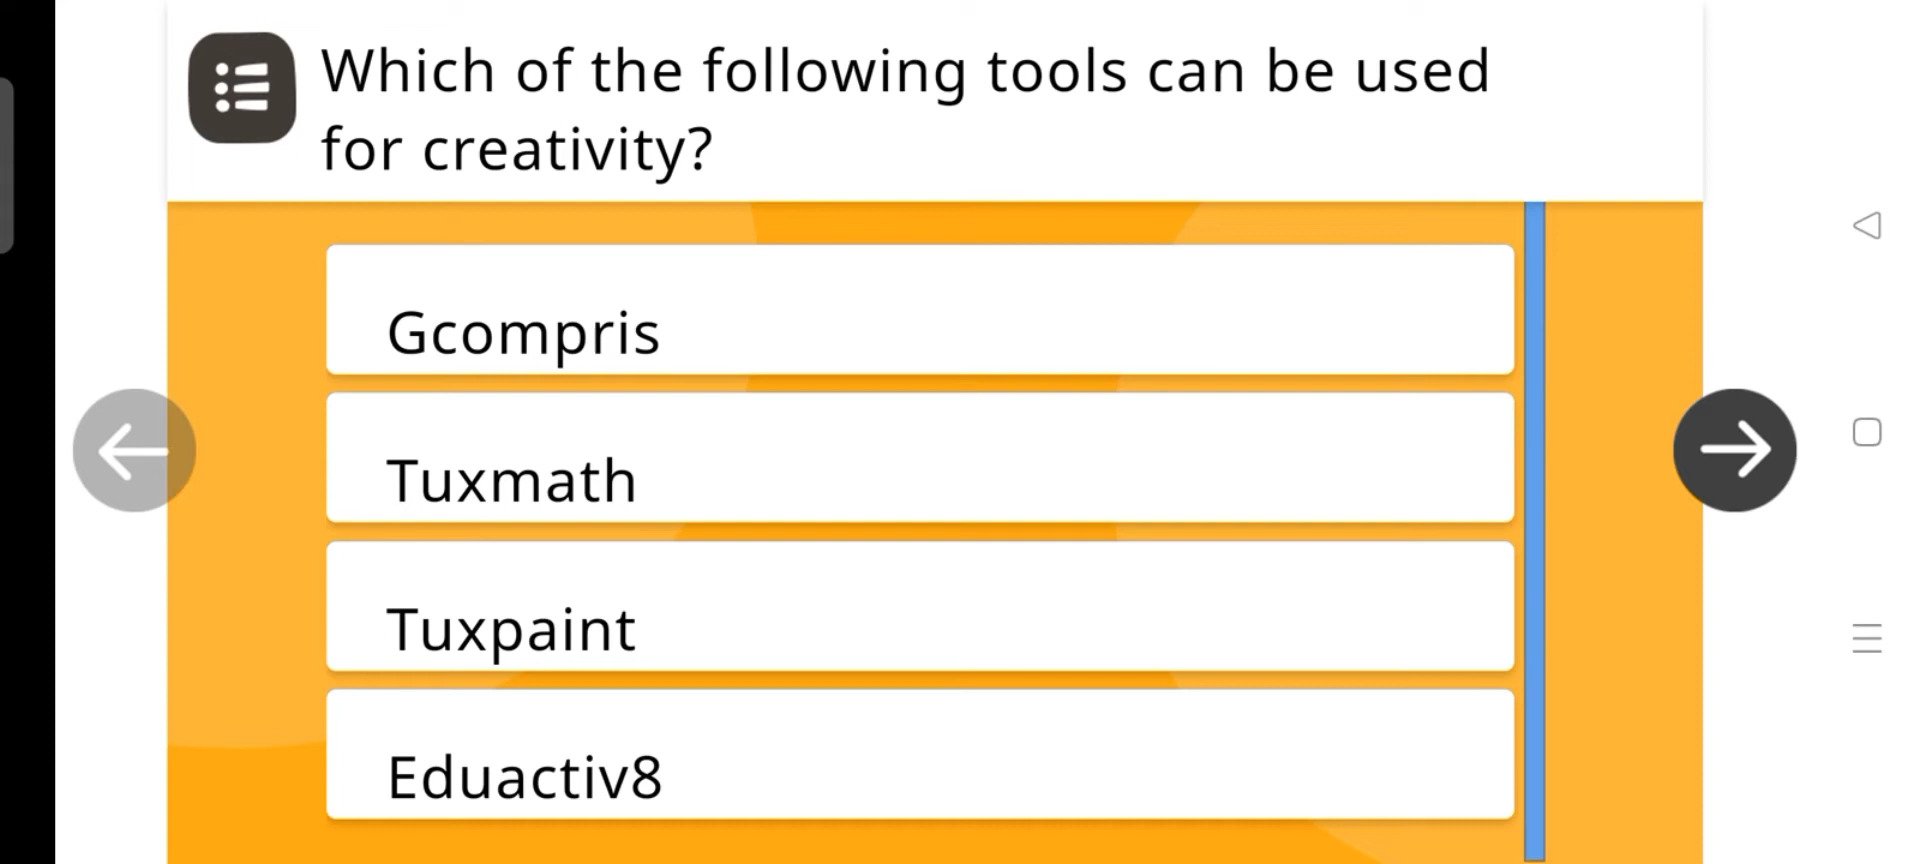 Which of the following tools can be used
for creativity?
Gcompris
Tuxmath
Tuxpaint
Eduactiv8